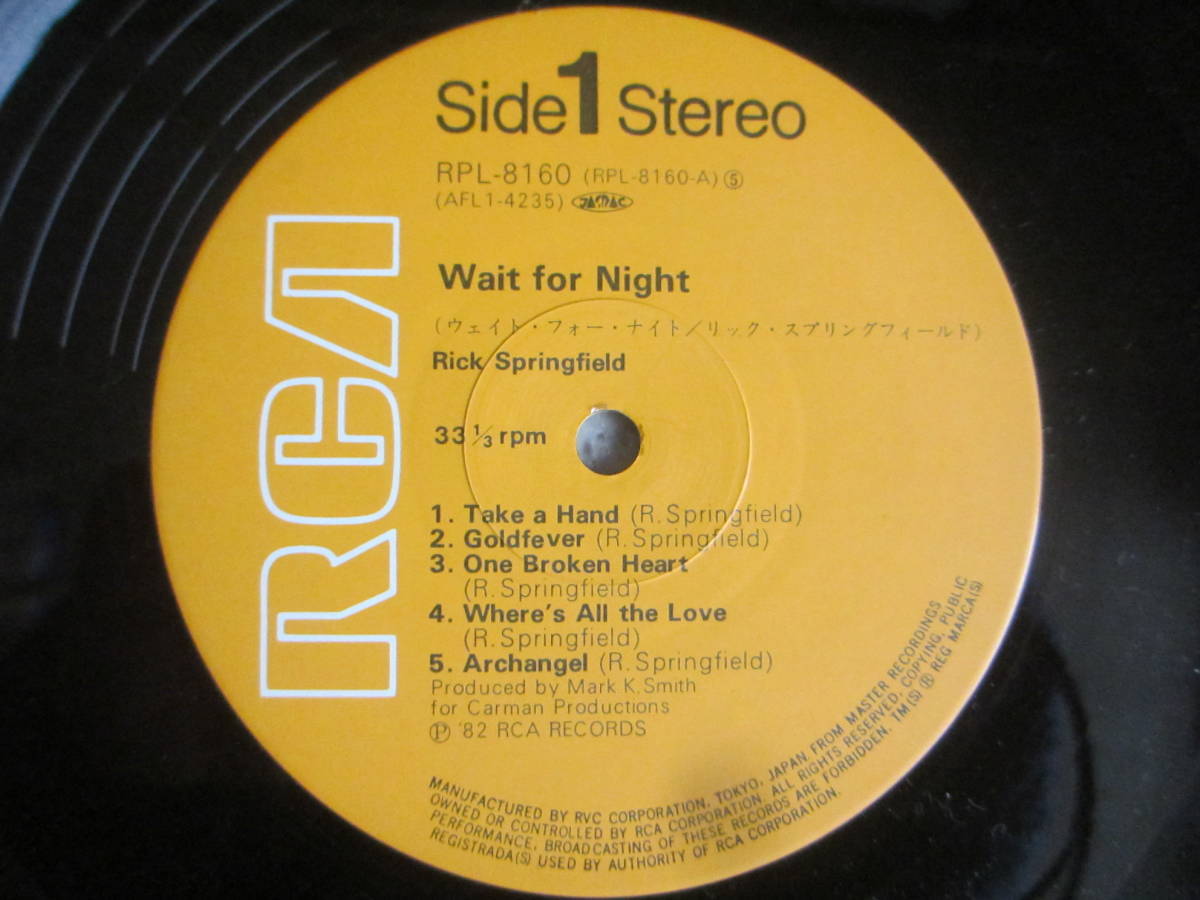 Side 1 Stereo
RPL-8160 (RPL-8160-A) ⑤
(AFL1-4235) JASRAC
RCA
Wait for Night
(ウェイト・フォー・ナイト/リック・スプリングフィールド)
Rick Springfield
33 1/3 rpm
1. Take a Hand (R. Springfield)
2. Goldfever (R. Springfield)
3. One Broken Heart
(R. Springfield)
4. Where's All the Love
(R. Springfield)
5. Archangel (R. Springfield)
Produced by Mark K. Smith
for Carman Productions
Ⓟ '82 RCA RECORDS
MANUFACTURED BY RVC CORPORATION, TOKYO, JAPAN, FROM MASTER RECORDINGS
OWNED OR CONTROLLED BY RCA CORPORATION. ALL RIGHTS RESERVED, COPYING, PUBLIC
PERFORMANCE, BROADCASTING OF THESE RECORDS ARE FORBIDDEN. TM(S) ® REG MARCA(S)
REGISTRADA(S) USED BY AUTHORITY OF RCA CORPORATION.